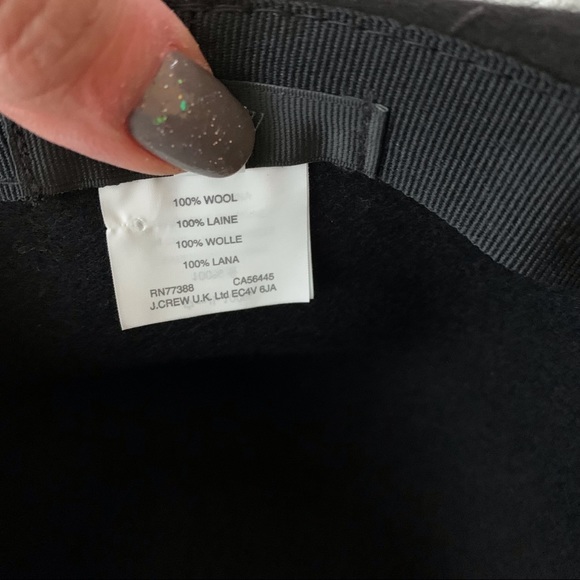 100% WOOL
100% LAINE
100% WOLLE
100% LANA
RN77388 CA56445
J.CREW U.K. Ltd EC4V 6JA